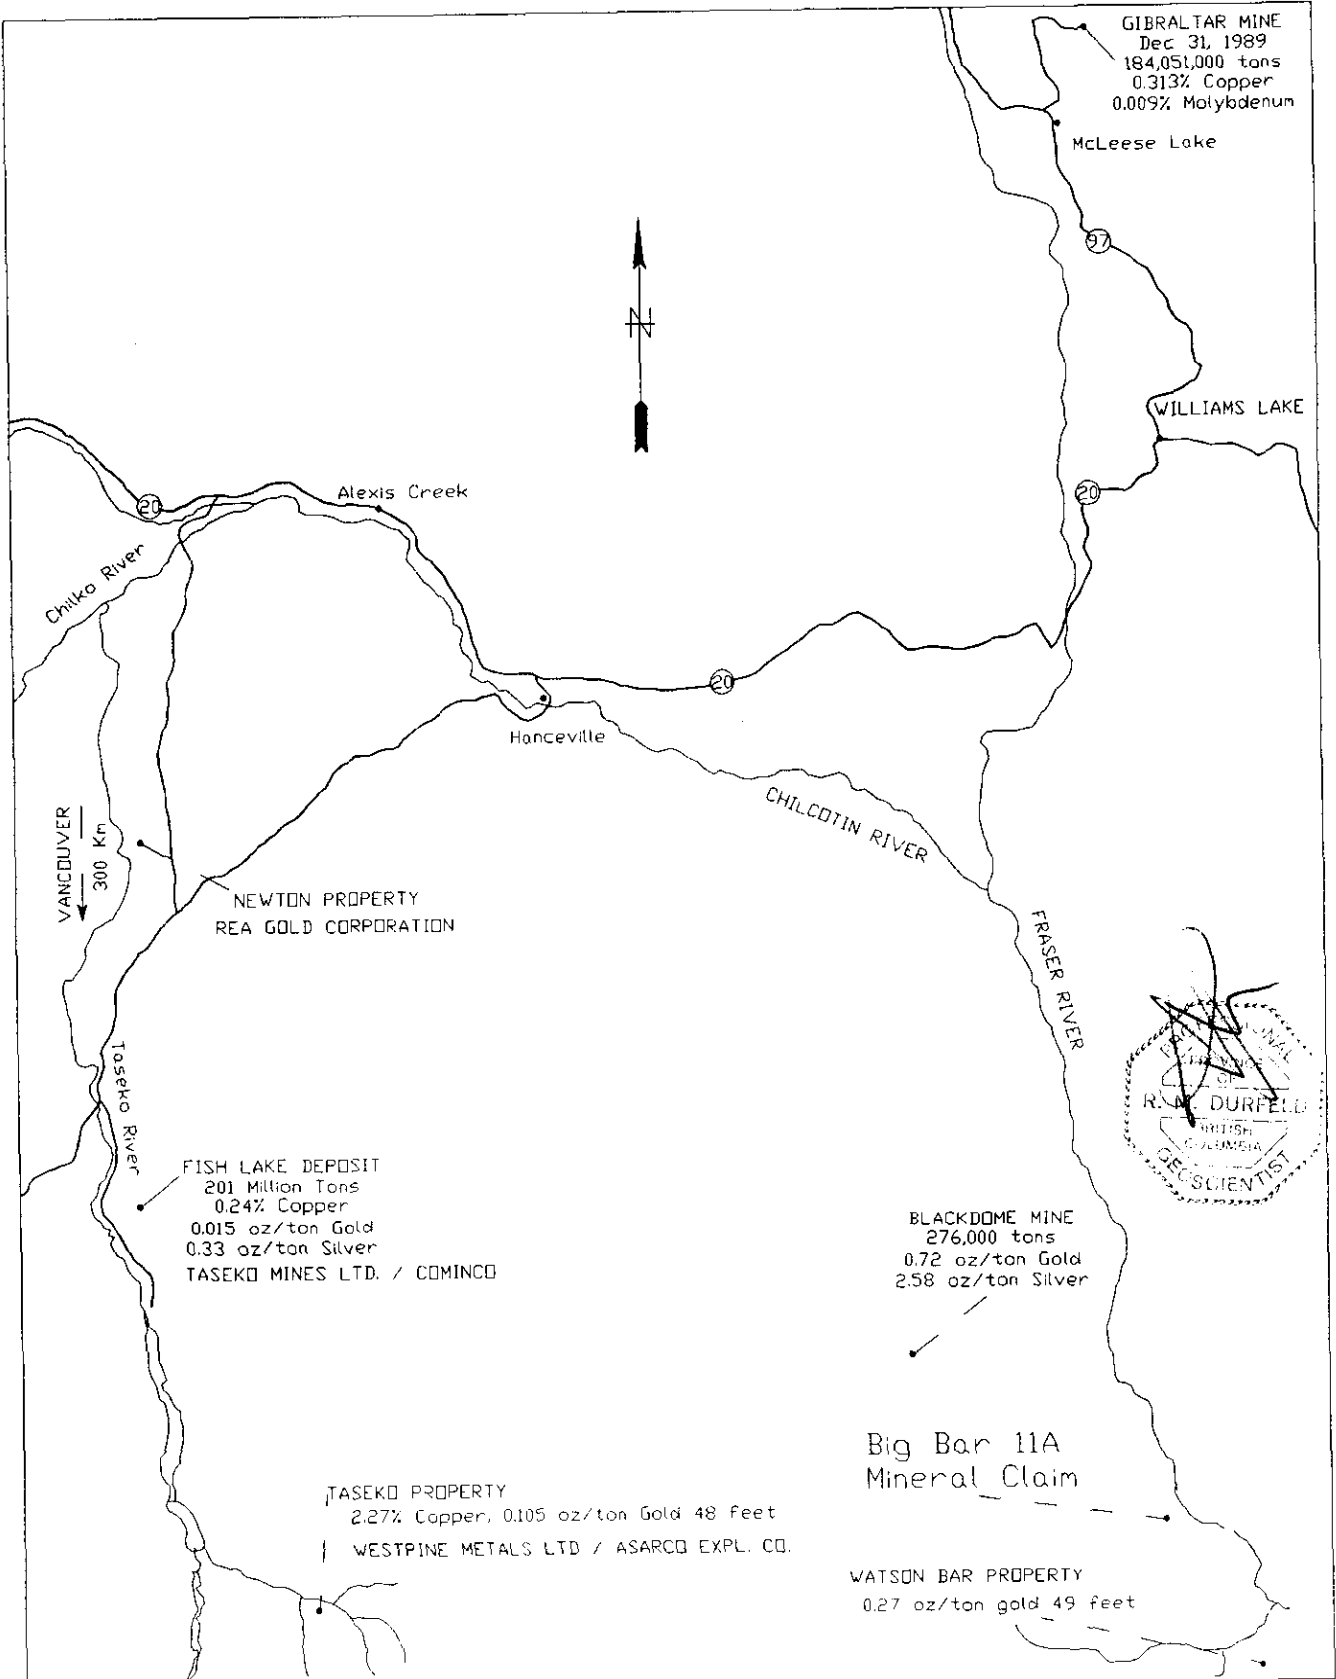 GIBRALTAR MINE
Dec 31, 1989
184,051,000 tons
0.313% Copper
0.009% Molybdenum
McLeese Lake
97
N
WILLIAMS LAKE
20
Alexis Creek
20
Chilko River
20
Hanceville
CHILCOTIN RIVER
VANCOUVER
300 Km
NEWTON PROPERTY
REA GOLD CORPORATION
FRASER RIVER
Taseko River
PROVINCE
OF
R. M. DURFELD
BRITISH
COLUMBIA
GEOSCIENTIST
FISH LAKE DEPOSIT
201 Million Tons
0.24% Copper
0.015 oz/ton Gold
0.33 oz/ton Silver
TASEKO MINES LTD. / COMINCO
BLACKDOME MINE
276,000 tons
0.72 oz/ton Gold
2.58 oz/ton Silver
Big Bar 11A
Mineral Claim
TASEKO PROPERTY
2.27% Copper, 0.105 oz/ton Gold 48 feet
WESTPINE METALS LTD / ASARCO EXPL. CO.
WATSON BAR PROPERTY
0.27 oz/ton gold 49 feet